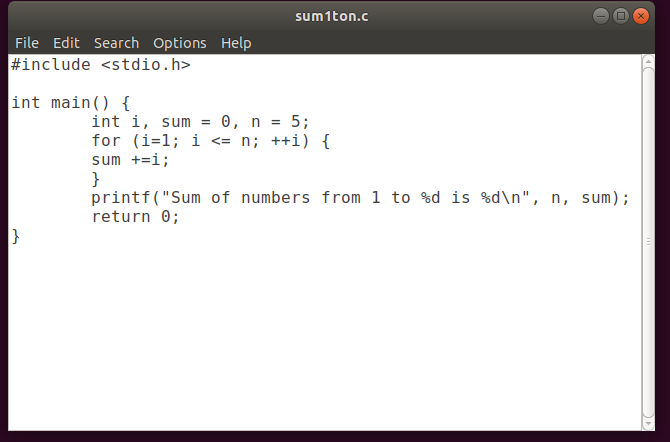 sum1ton.c
File Edit Search Options Help
#include <stdio.h>

int main() {
        int i, sum = 0, n = 5;
        for (i=1; i <= n; ++i) {
        sum +=i;
        }
        printf("Sum of numbers from 1 to %d is %d\n", n, sum);
        return 0;
}